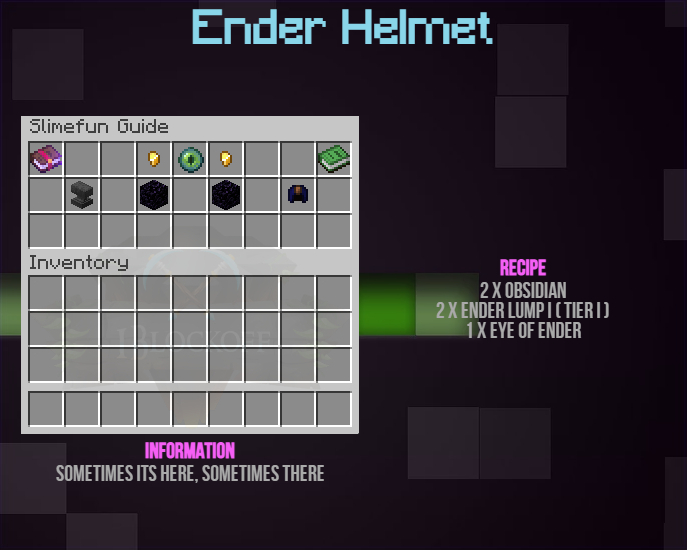 Ender Helmet
Slimefun Guide
Inventory
IBLOCKOFF
RECIPE
2 X OBSIDIAN
2 X ENDER LUMP I ( TIER I )
1 X EYE OF ENDER
INFORMATION
SOMETIMES ITS HERE, SOMETIMES THERE